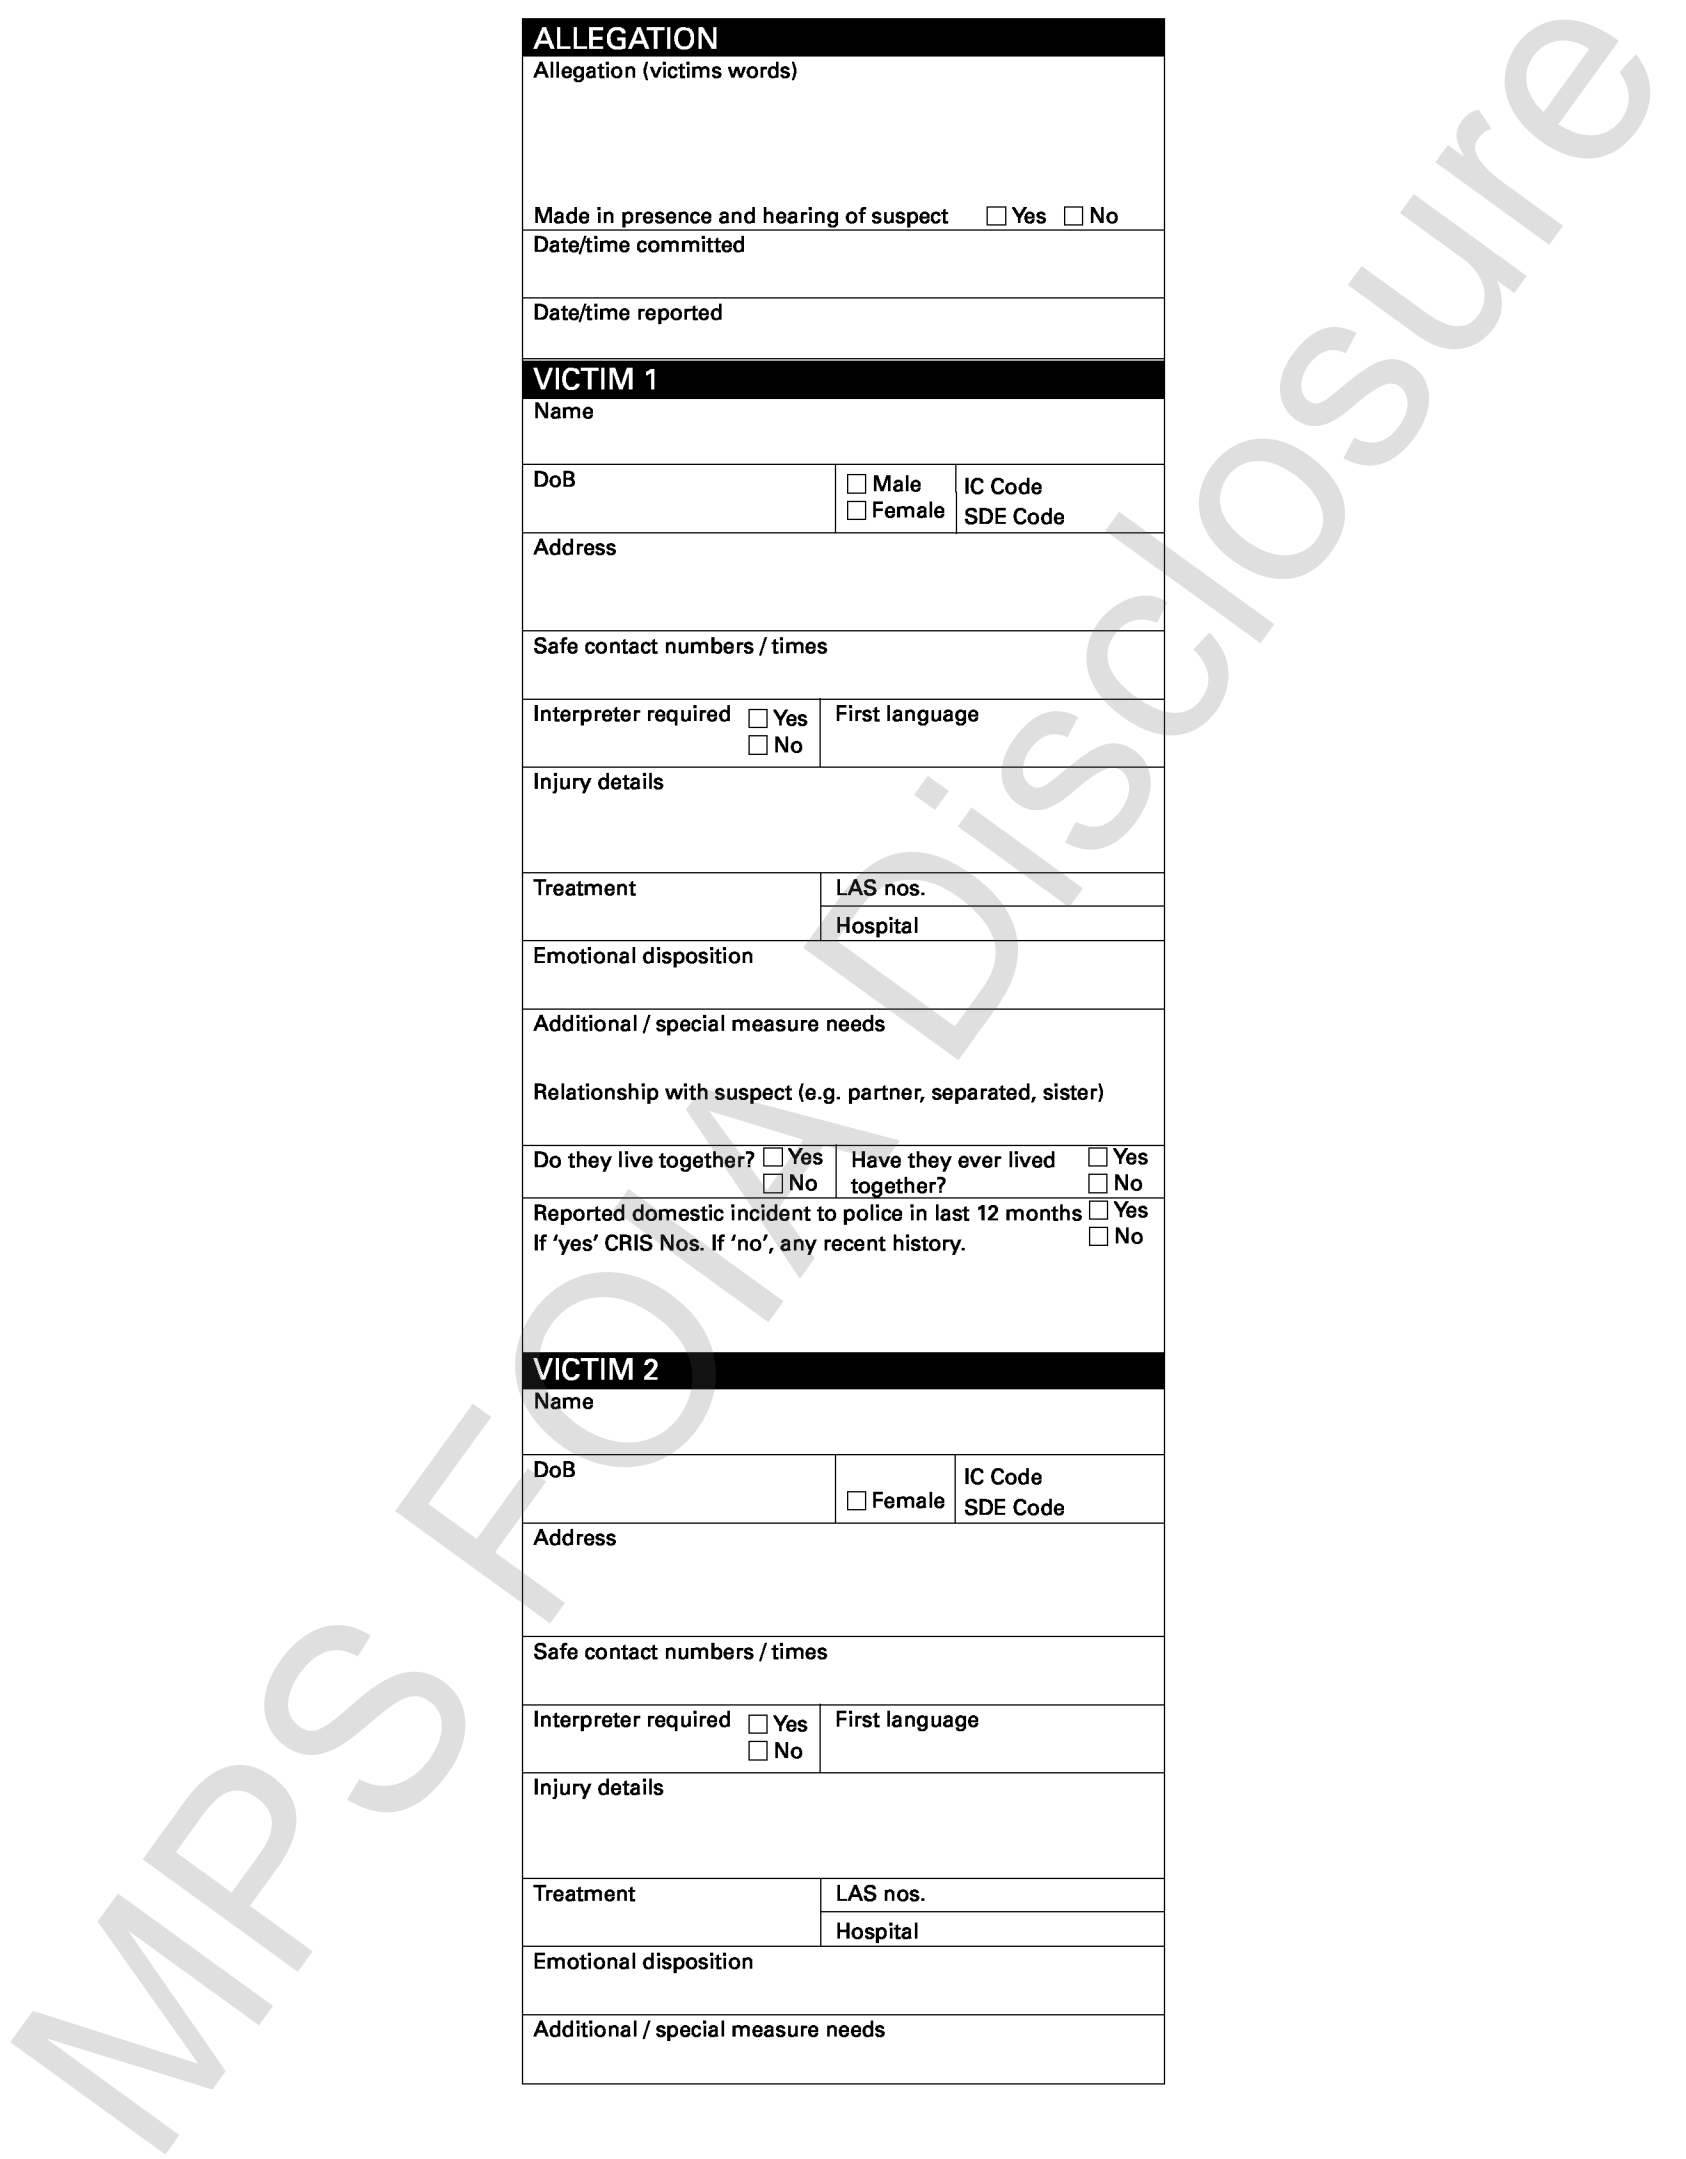 ALLEGATION
Allegation (victims words)
Made in presence and hearing of suspect ☐ Yes ☐ No
Date/time committed
Date/time reported
VICTIM 1
Name
DoB ☐ Male IC Code
☐ Female SDE Code
Address
Safe contact numbers / times
Interpreter required ☐ Yes First language
☐ No
Injury details
Treatment LAS nos.
Hospital
Emotional disposition
Additional / special measure needs
Relationship with suspect (e.g. partner, separated, sister)
Do they live together? ☐ Yes Have they ever lived ☐ Yes
☐ No together? ☐ No
Reported domestic incident to police in last 12 months ☐ Yes
If ‘yes’ CRIS Nos. If ‘no’, any recent history. ☐ No
VICTIM 2
Name
DoB IC Code
☐ Female SDE Code
Address
Safe contact numbers / times
Interpreter required ☐ Yes First language
☐ No
Injury details
Treatment LAS nos.
Hospital
Emotional disposition
Additional / special measure needs
MPS FOIA Disclosure